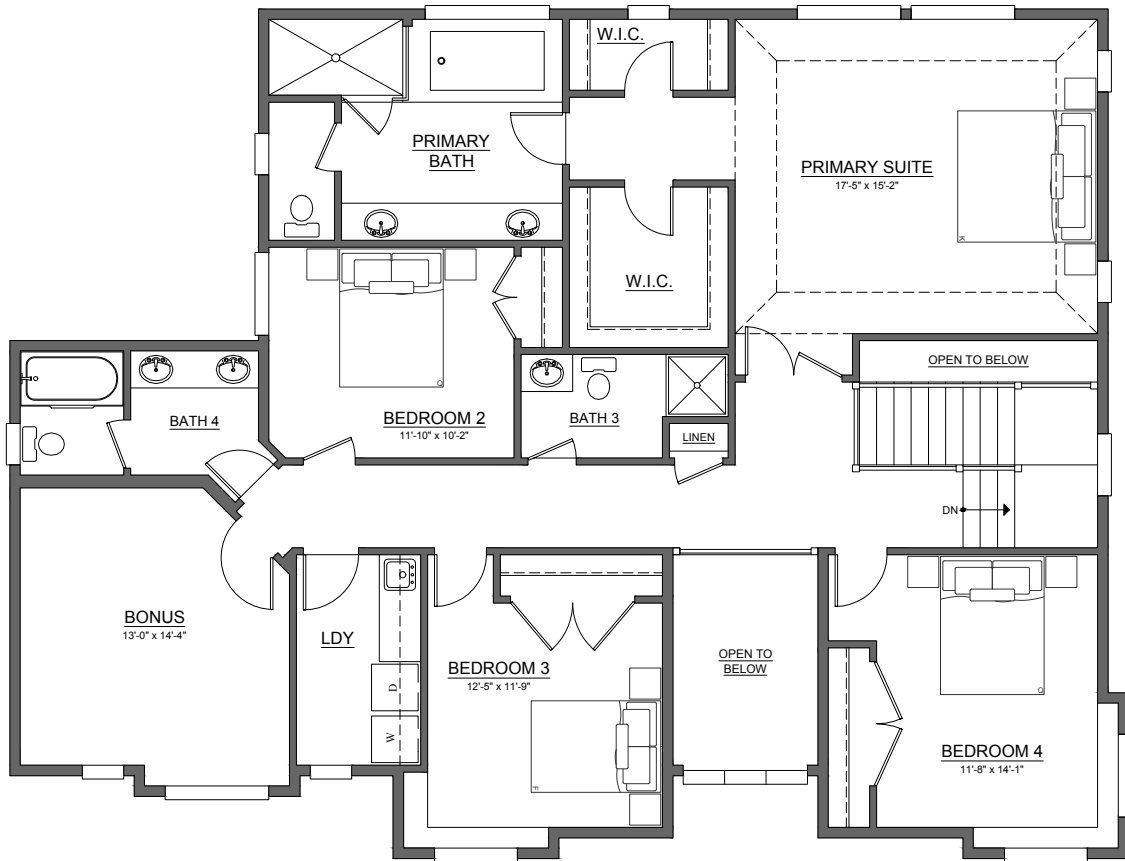 W.I.C.
PRIMARY
BATH
PRIMARY SUITE
17'-5" x 15'-2"
K
W.I.C.
OPEN TO BELOW
BEDROOM 2
11'-10" x 10'-2"
Q
BATH 4
BATH 3
LINEN
DN
BONUS
13'-0" x 14'-4"
LDY
D
W
BEDROOM 3
12'-5" x 11'-9"
F
OPEN TO
BELOW
Q
BEDROOM 4
11'-8" x 14'-1"